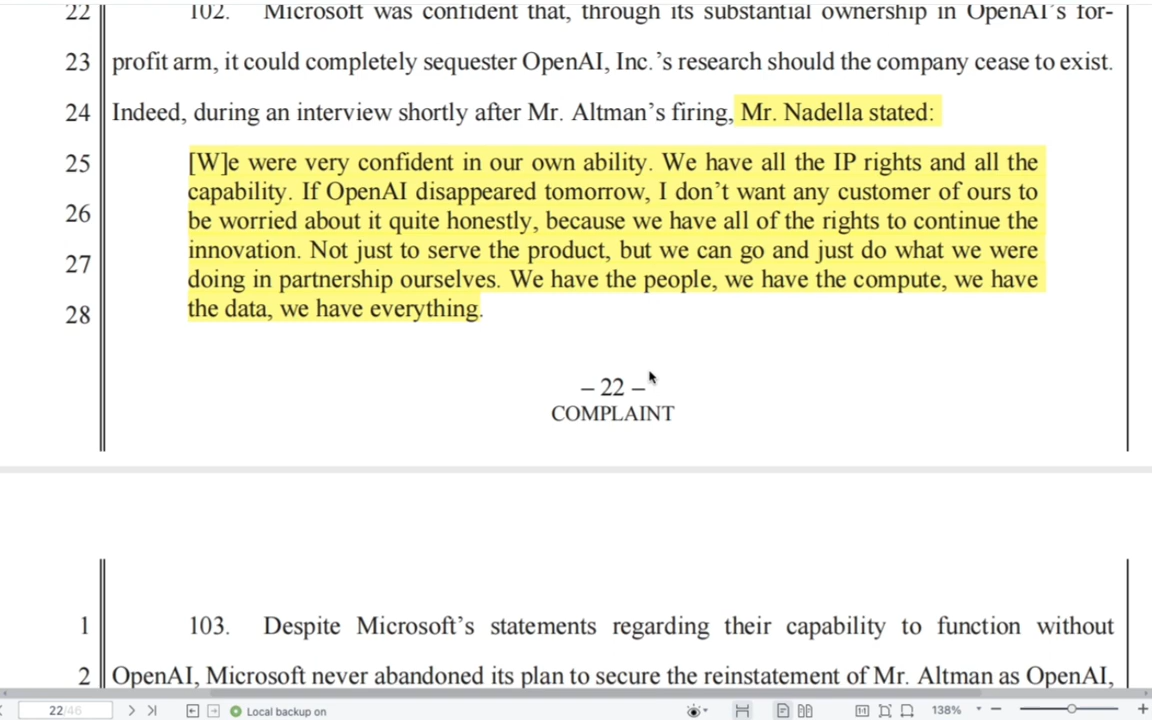 22 102. Microsoft was confident that, through its substantial ownership in OpenAI's for-
23 profit arm, it could completely sequester OpenAI, Inc.'s research should the company cease to exist.
24 Indeed, during an interview shortly after Mr. Altman's firing, Mr. Nadella stated:
25 [W]e were very confident in our own ability. We have all the IP rights and all the
capability. If OpenAI disappeared tomorrow, I don't want any customer of ours to
26 be worried about it quite honestly, because we have all of the rights to continue the
innovation. Not just to serve the product, but we can go and just do what we were
27 doing in partnership ourselves. We have the people, we have the compute, we have
28 the data, we have everything.
– 22 –
COMPLAINT
1 103. Despite Microsoft's statements regarding their capability to function without
2 OpenAI, Microsoft never abandoned its plan to secure the reinstatement of Mr. Altman as OpenAI,
22/46 Local backup on 138%